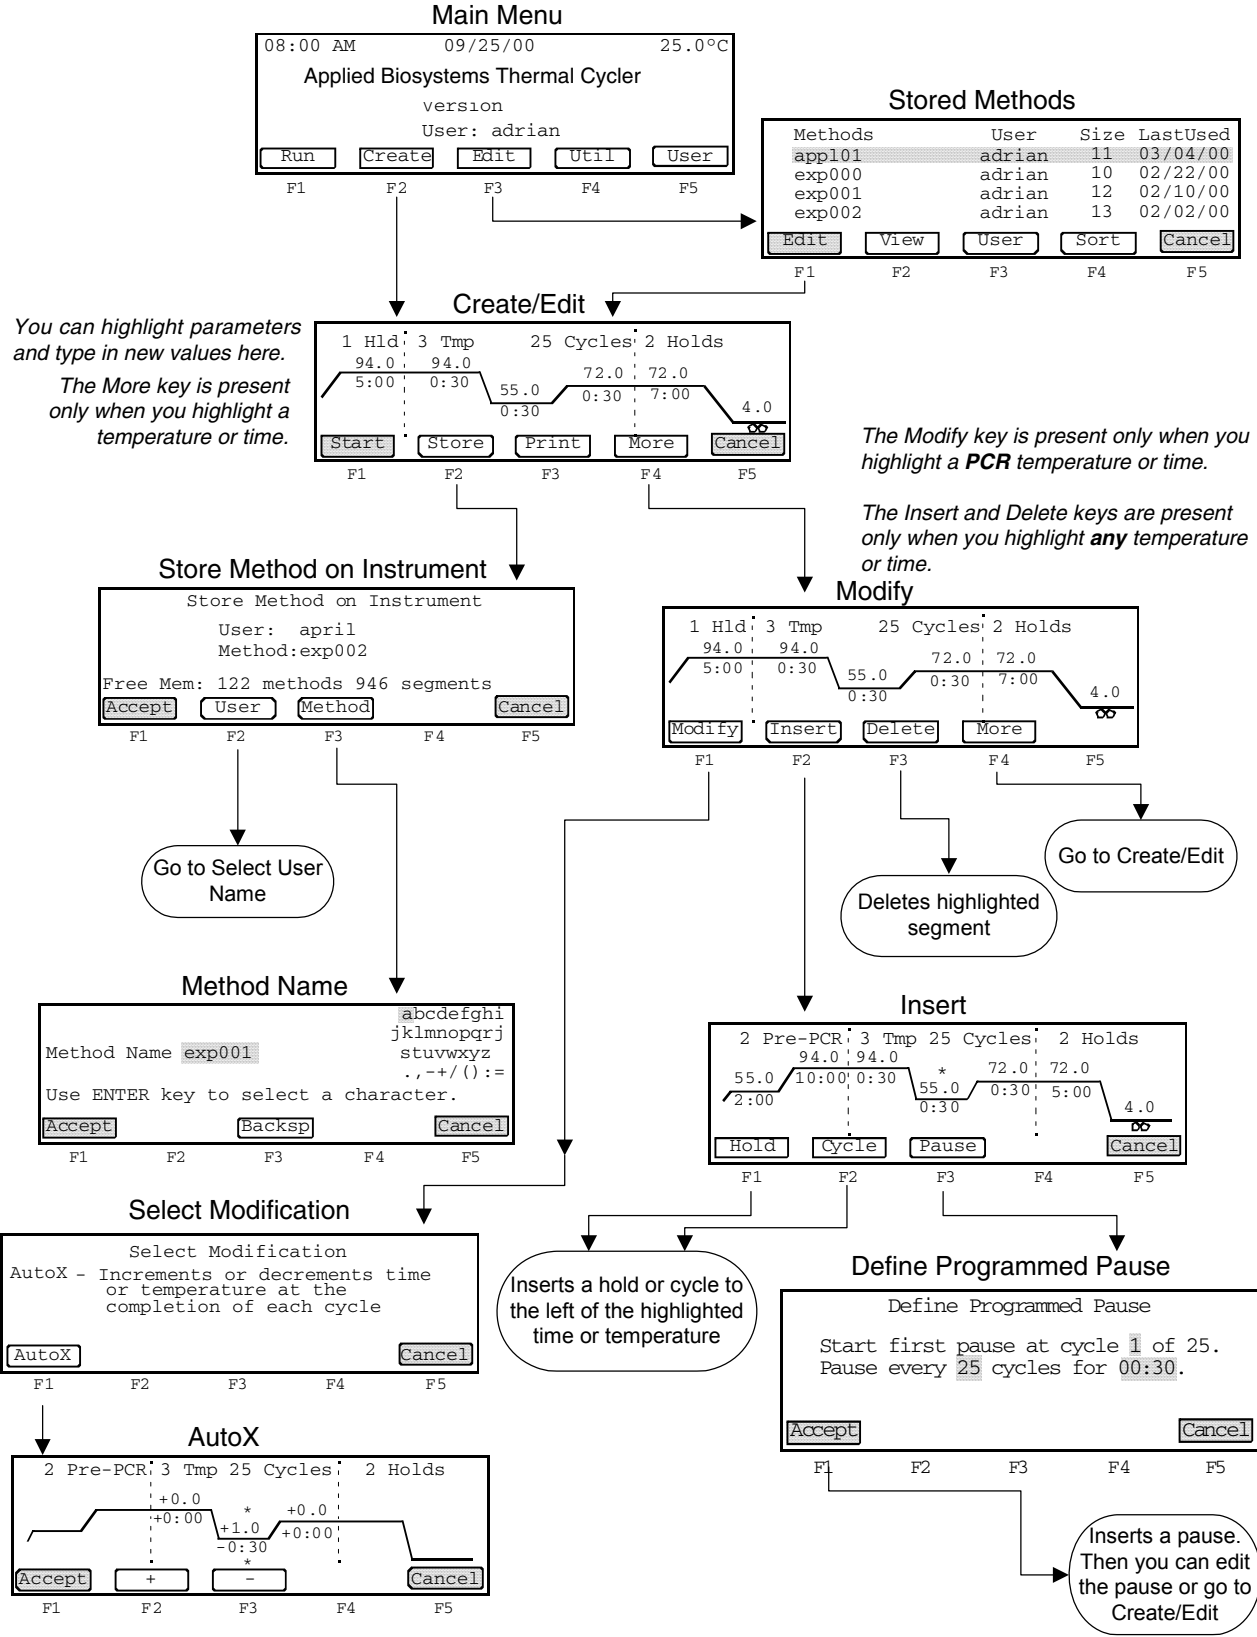 Main Menu
08:00 AM 09/25/00 25.0°C
Applied Biosystems Thermal Cycler
version
User: adrian
Run Create Edit Util User
F1 F2 F3 F4 F5
Stored Methods
Methods User Size LastUsed
appl01 adrian 11 03/04/00
exp000 adrian 10 02/22/00
exp001 adrian 12 02/10/00
exp002 adrian 13 02/02/00
Edit View User Sort Cancel
F1 F2 F3 F4 F5
You can highlight parameters
and type in new values here.
The More key is present
only when you highlight a
temperature or time.
Create/Edit
1 Hld 3 Tmp 25 Cycles 2 Holds
94.0 94.0 72.0 72.0
5:00 0:30 55.0 0:30 7:00
0:30 4.0
Start Store Print More Cancel
F1 F2 F3 F4 F5
The Modify key is present only when you
highlight a PCR temperature or time.
The Insert and Delete keys are present
only when you highlight any temperature
or time.
Store Method on Instrument
Store Method on Instrument
User: april
Method:exp002
Free Mem: 122 methods 946 segments
Accept User Method Cancel
F1 F2 F3 F4 F5
Modify
1 Hld 3 Tmp 25 Cycles 2 Holds
94.0 94.0 72.0 72.0
5:00 0:30 55.0 0:30 7:00
0:30 4.0
Modify Insert Delete More
F1 F2 F3 F4 F5
Go to Select User
Name
Go to Create/Edit
Deletes highlighted
segment
Method Name
abcdefghi
jklmnopqrj
Method Name exp001 stuvwxyz
.,-+/():=
Use ENTER key to select a character.
Accept Backsp Cancel
F1 F2 F3 F4 F5
Insert
2 Pre-PCR 3 Tmp 25 Cycles 2 Holds
94.0 94.0 * 72.0 72.0
55.0 10:00 0:30 55.0 0:30 5:00
2:00 0:30 4.0
Hold Cycle Pause Cancel
F1 F2 F3 F4 F5
Select Modification
Select Modification
AutoX - Increments or decrements time
or temperature at the
completion of each cycle
AutoX Cancel
F1 F2 F3 F4 F5
Inserts a hold or cycle to
the left of the highlighted
time or temperature
Define Programmed Pause
Define Programmed Pause
Start first pause at cycle 1 of 25.
Pause every 25 cycles for 00:30.
Accept Cancel
F1 F2 F3 F4 F5
AutoX
2 Pre-PCR 3 Tmp 25 Cycles 2 Holds
+0.0 * +0.0
+0:00 +1.0 +0:00
-0:30
*
Accept + - Cancel
F1 F2 F3 F4 F5
Inserts a pause.
Then you can edit
the pause or go to
Create/Edit